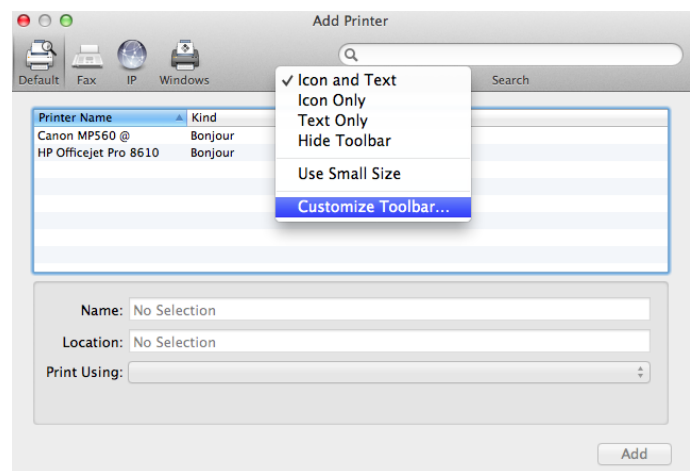 Add Printer
Default Fax IP Windows Search
✓ Icon and Text
Icon Only
Text Only
Hide Toolbar
Use Small Size
Customize Toolbar...
Printer Name Kind
Canon MP560 @ Bonjour
HP Officejet Pro 8610 Bonjour
Name: No Selection
Location: No Selection
Print Using:
Add